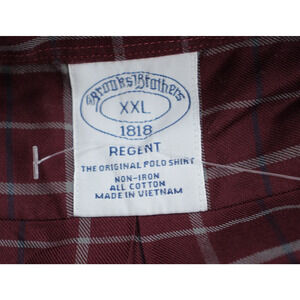 Brooks Brothers
XXL
1818
REGENT
THE ORIGINAL POLO SHIRT
NON-IRON
ALL COTTON
MADE IN VIETNAM